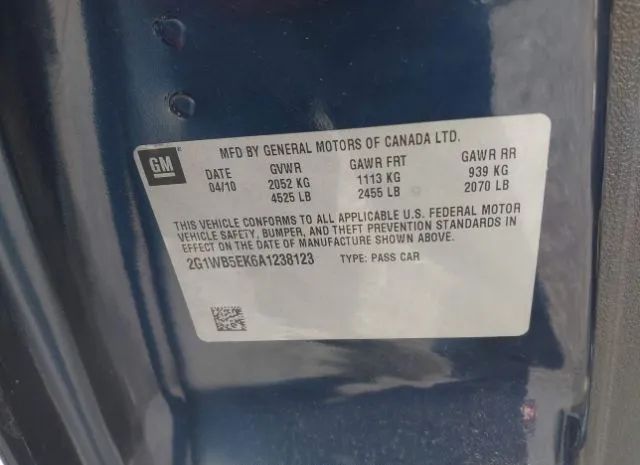 GM
MFD BY GENERAL MOTORS OF CANADA LTD.
DATE GVWR GAWR FRT GAWR RR
04/10 2052 KG 1113 KG 939 KG
4525 LB 2455 LB 2070 LB
THIS VEHICLE CONFORMS TO ALL APPLICABLE U.S. FEDERAL MOTOR
VEHICLE SAFETY, BUMPER, AND THEFT PREVENTION STANDARDS IN
EFFECT ON THE DATE OF MANUFACTURE SHOWN ABOVE.
2G1WB5EK6A1238123 TYPE: PASS CAR